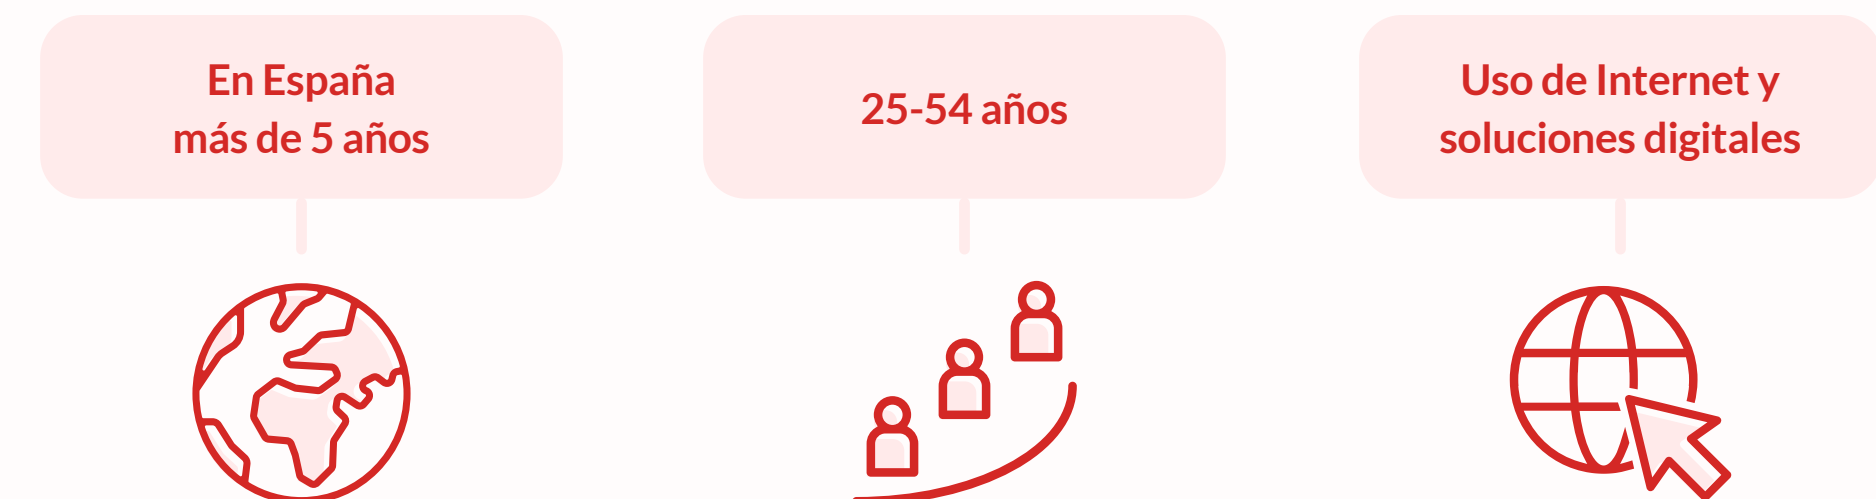 En España
más de 5 años
25-54 años
Uso de Internet y
soluciones digitales